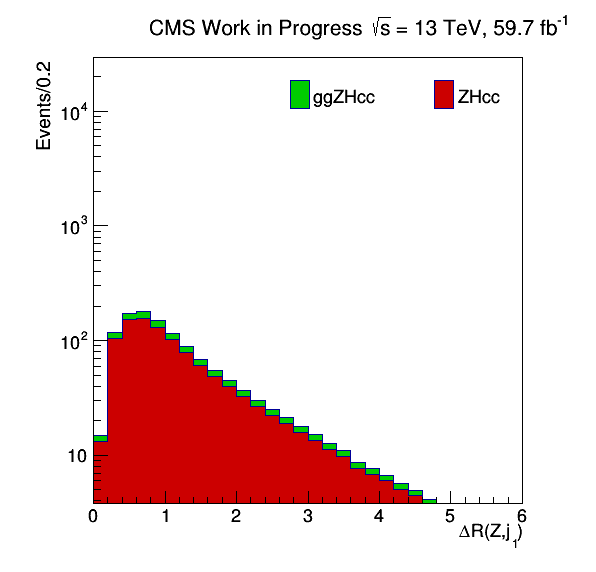 CMS Work in Progress √s = 13 TeV, 59.7 fb⁻¹
Events/0.2
ggZHcc ZHcc
10⁴
10³
10²
10
0 1 2 3 4 5 6
ΔR(Z,j₁)